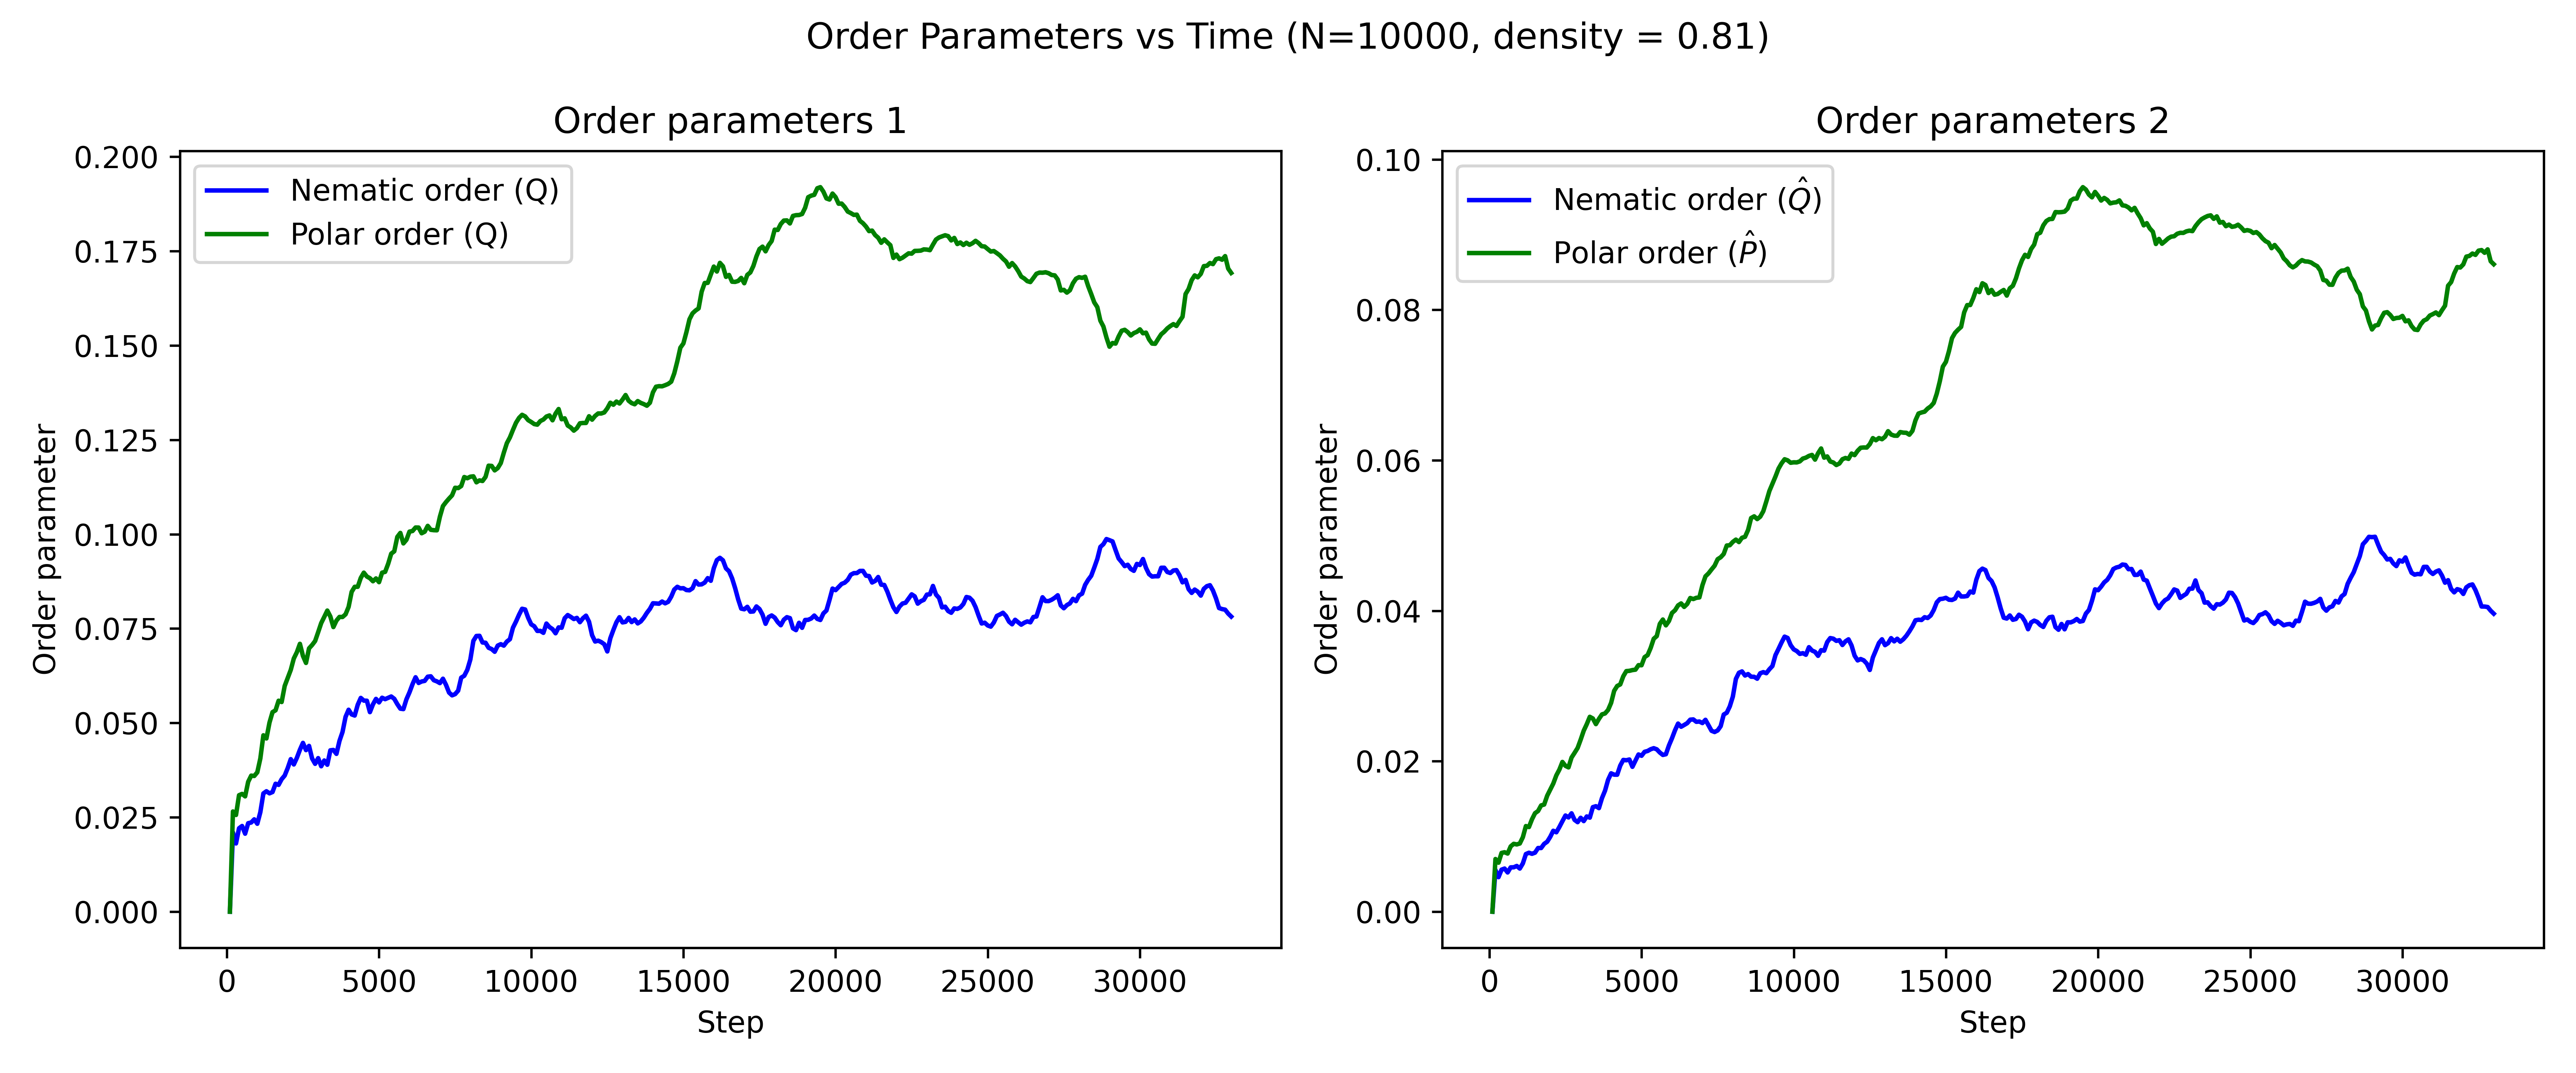 Order Parameters vs Time (N=10000, density = 0.81)
Order parameters 1
0.200
0.175
0.150
0.125
0.100
0.075
0.050
0.025
0.000
Order parameter
Nematic order (Q)
Polar order (Q)
0 5000 10000 15000 20000 25000 30000
Step
Order parameters 2
0.10
0.08
0.06
0.04
0.02
0.00
Order parameter
Nematic order (Q̂)
Polar order (P̂)
0 5000 10000 15000 20000 25000 30000
Step